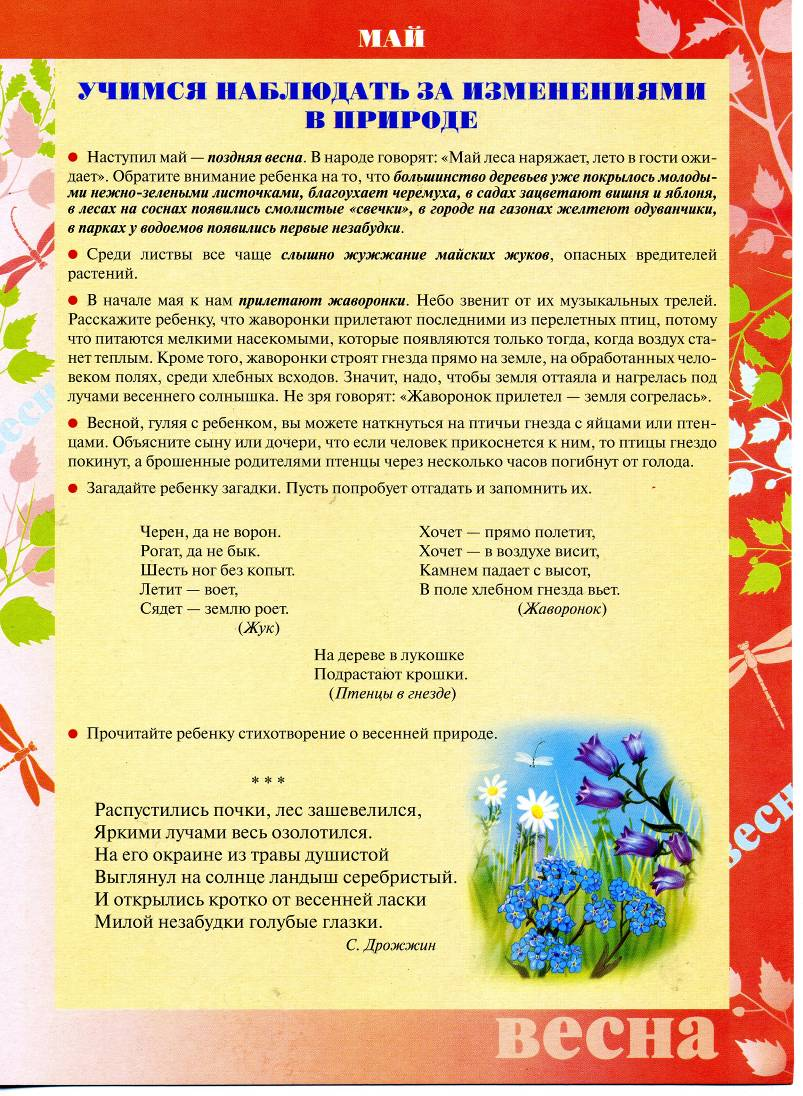 МАЙ
УЧИМСЯ НАБЛЮДАТЬ ЗА ИЗМЕНЕНИЯМИ
В ПРИРОДЕ
● Наступил май — поздняя весна. В народе говорят: «Май леса наряжает, лето в гости ожи-
дает». Обратите внимание ребенка на то, что большинство деревьев уже покрылось молоды-
ми нежно-зелеными листочками, благоухает черемуха, в садах зацветают вишня и яблоня,
в лесах на соснах появились смолистые «свечки», в городе на газонах желтеют одуванчики,
в парках у водоемов появились первые незабудки.
● Среди листвы все чаще слышно жужжание майских жуков, опасных вредителей
растений.
● В начале мая к нам прилетают жаворонки. Небо звенит от их музыкальных трелей.
Расскажите ребенку, что жаворонки прилетают последними из перелетных птиц, потому
что питаются мелкими насекомыми, которые появляются только тогда, когда воздух ста-
нет теплым. Кроме того, жаворонки строят гнезда прямо на земле, на обработанных чело-
веком полях, среди хлебных всходов. Значит, надо, чтобы земля оттаяла и нагрелась под
лучами весеннего солнышка. Не зря говорят: «Жаворонок прилетел — земля согрелась».
● Весной, гуляя с ребенком, вы можете наткнуться на птичьи гнезда с яйцами или птен-
цами. Объясните сыну или дочери, что если человек прикоснется к ним, то птицы гнездо
покинут, а брошенные родителями птенцы через несколько часов погибнут от голода.
● Загадайте ребенку загадки. Пусть попробует отгадать и запомнить их.
Черен, да не ворон.
Рогат, да не бык.
Шесть ног без копыт.
Летит — воет,
Сядет — землю роет.
(Жук)
Хочет — прямо полетит,
Хочет — в воздухе висит,
Камнем падает с высот,
В поле хлебном гнезда вьет.
(Жаворонок)
На дереве в лукошке
Подрастают крошки.
(Птенцы в гнезде)
● Прочитайте ребенку стихотворение о весенней природе.
* * *
Распустились почки, лес зашевелился,
Яркими лучами весь озолотился.
На его окраине из травы душистой
Выглянул на солнце ландыш серебристый.
И открылись кротко от весенней ласки
Милой незабудки голубые глазки.
С. Дрожжин
весна
весн
весн